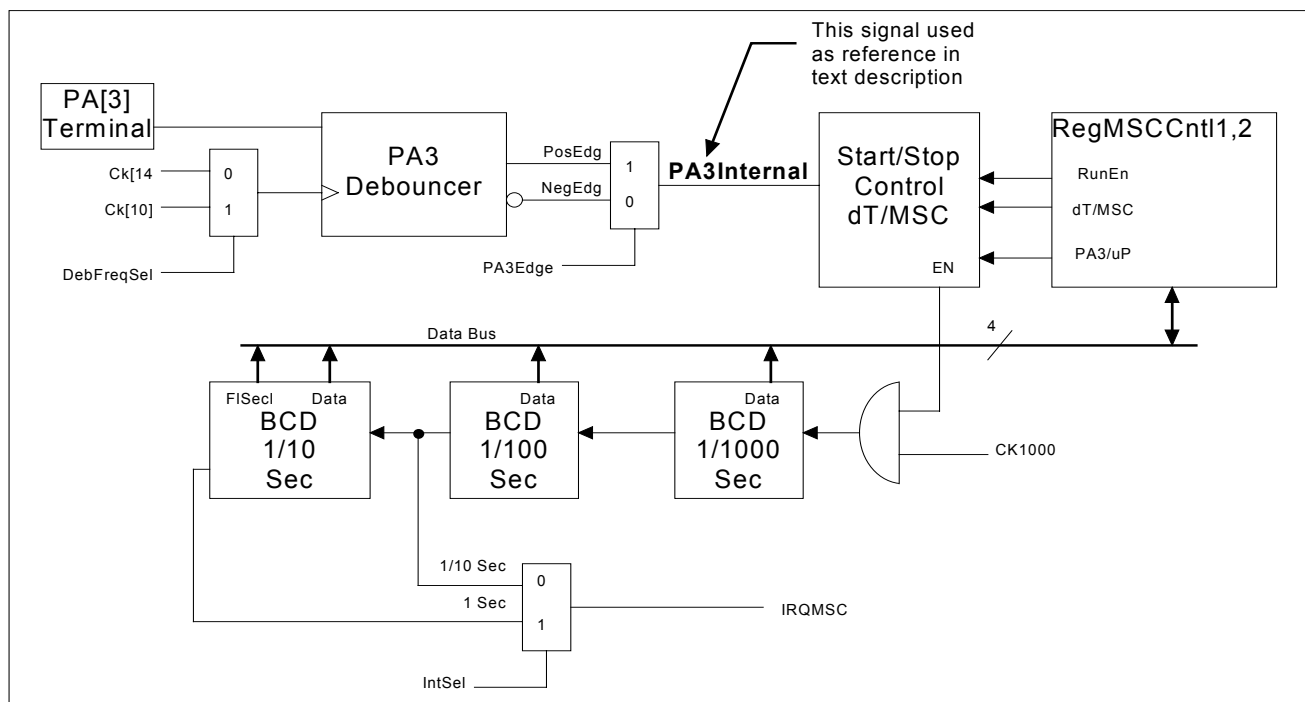 This signal used
as reference in
text description
PA[3]
Terminal
Ck[14
Ck[10]
0
1
DebFreqSel
PA3
Debouncer
PosEdg
NegEdg
1
0
PA3Edge
PA3Internal
Start/Stop
Control
dT/MSC
EN
RegMSCCntl1,2
RunEn
dT/MSC
PA3/uP
Data Bus
4
FlSecl
Data
BCD
1/10
Sec
Data
BCD
1/100
Sec
Data
BCD
1/1000
Sec
CK1000
1/10 Sec
1 Sec
0
1
IRQMSC
IntSel